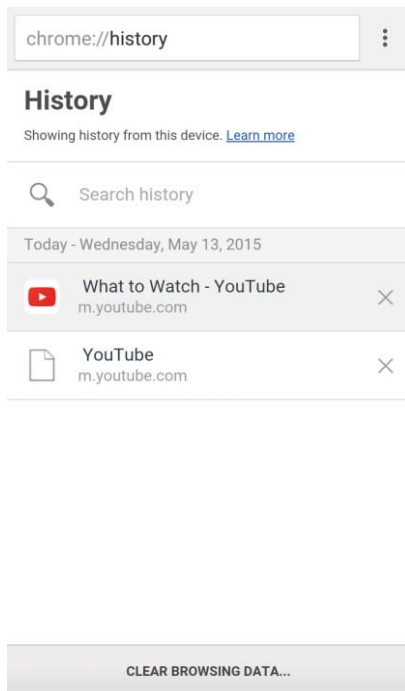 chrome://history
History
Showing history from this device. Learn more
Search history
Today - Wednesday, May 13, 2015
What to Watch - YouTube
m.youtube.com
YouTube
m.youtube.com
CLEAR BROWSING DATA...